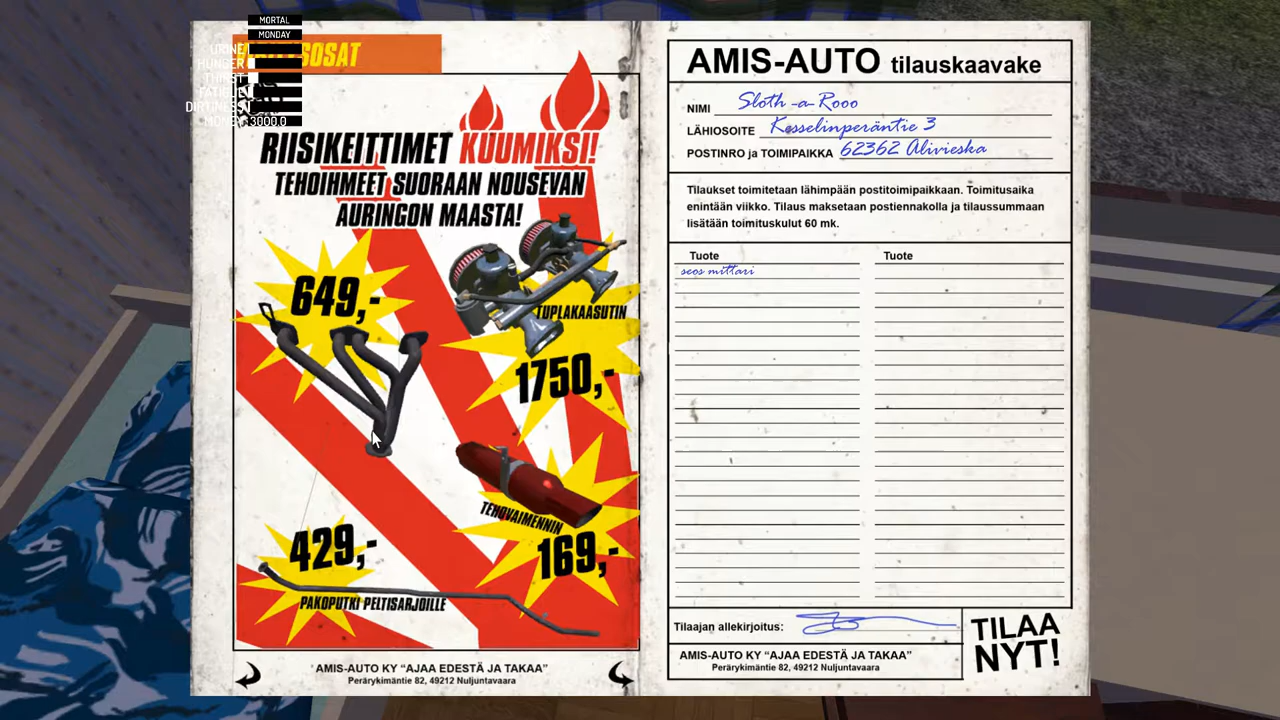 MORTAL
MONDAY
URINE
HUNGER
THIRST
FATIGUE
DIRTINESS
MONEY 3000.0
RIISIKEITTIMET KUUMIKSI!
TEHOIHMEET SUORAAN NOUSEVAN
AURINGON MAASTA!
649,-
TUPLAKAASUTIN
1750,-
TEHOVAIMENNIN
169,-
429,-
PAKOPUTKI PELTISARJOILLE
AMIS-AUTO KY “AJAA EDESTÄ JA TAKAA”
Perärykimäntie 82, 49212 Nuljuntavaara
AMIS-AUTO tilauskaavake
NIMI Sloth-a-Rooo
LÄHIOSOITE Kesselinperäntie 3
POSTINRO ja TOIMIPAIKKA 62362 Alivieska
Tilaukset toimitetaan lähimpään postitoimipaikkaan. Toimitusaika
enintään viikko. Tilaus maksetaan postiennakolla ja tilaussummaan
lisätään toimituskulut 60 mk.
Tuote Tuote
seos mittari
Tilaajan allekirjoitus:
AMIS-AUTO KY “AJAA EDESTÄ JA TAKAA”
Perärykimäntie 82, 49212 Nuljuntavaara
TILAA
NYT!